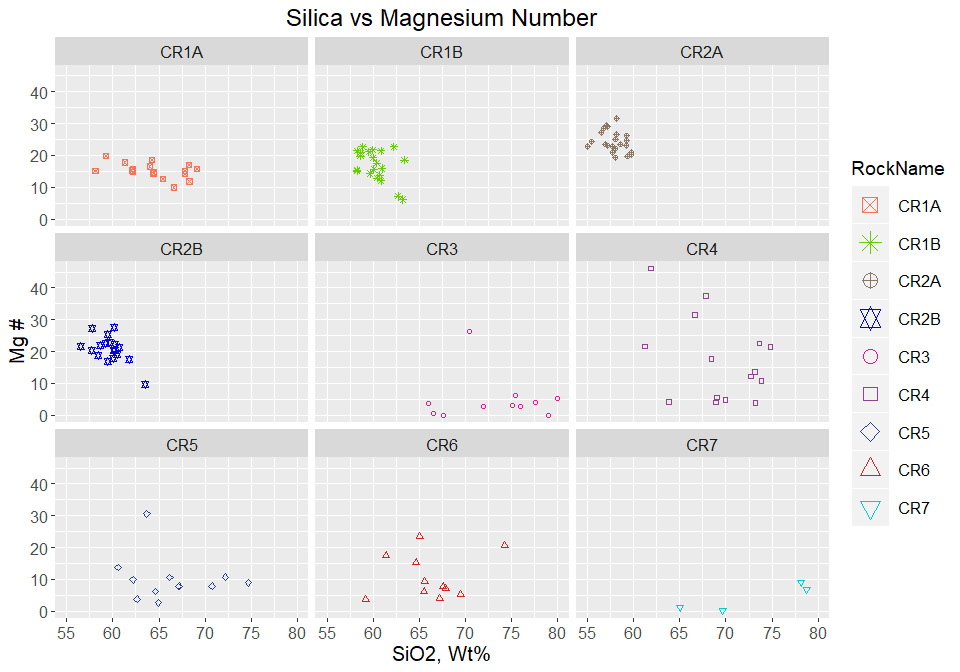 Silica vs Magnesium Number
CR1A CR1B CR2A
40
30
20
10
0
CR2B CR3 CR4
40
30
20
10
0
CR5 CR6 CR7
40
30
20
10
0
55 60 65 70 75 80 55 60 65 70 75 80 55 60 65 70 75 80
SiO2, Wt%
Mg #
RockName
CR1A
CR1B
CR2A
CR2B
CR3
CR4
CR5
CR6
CR7